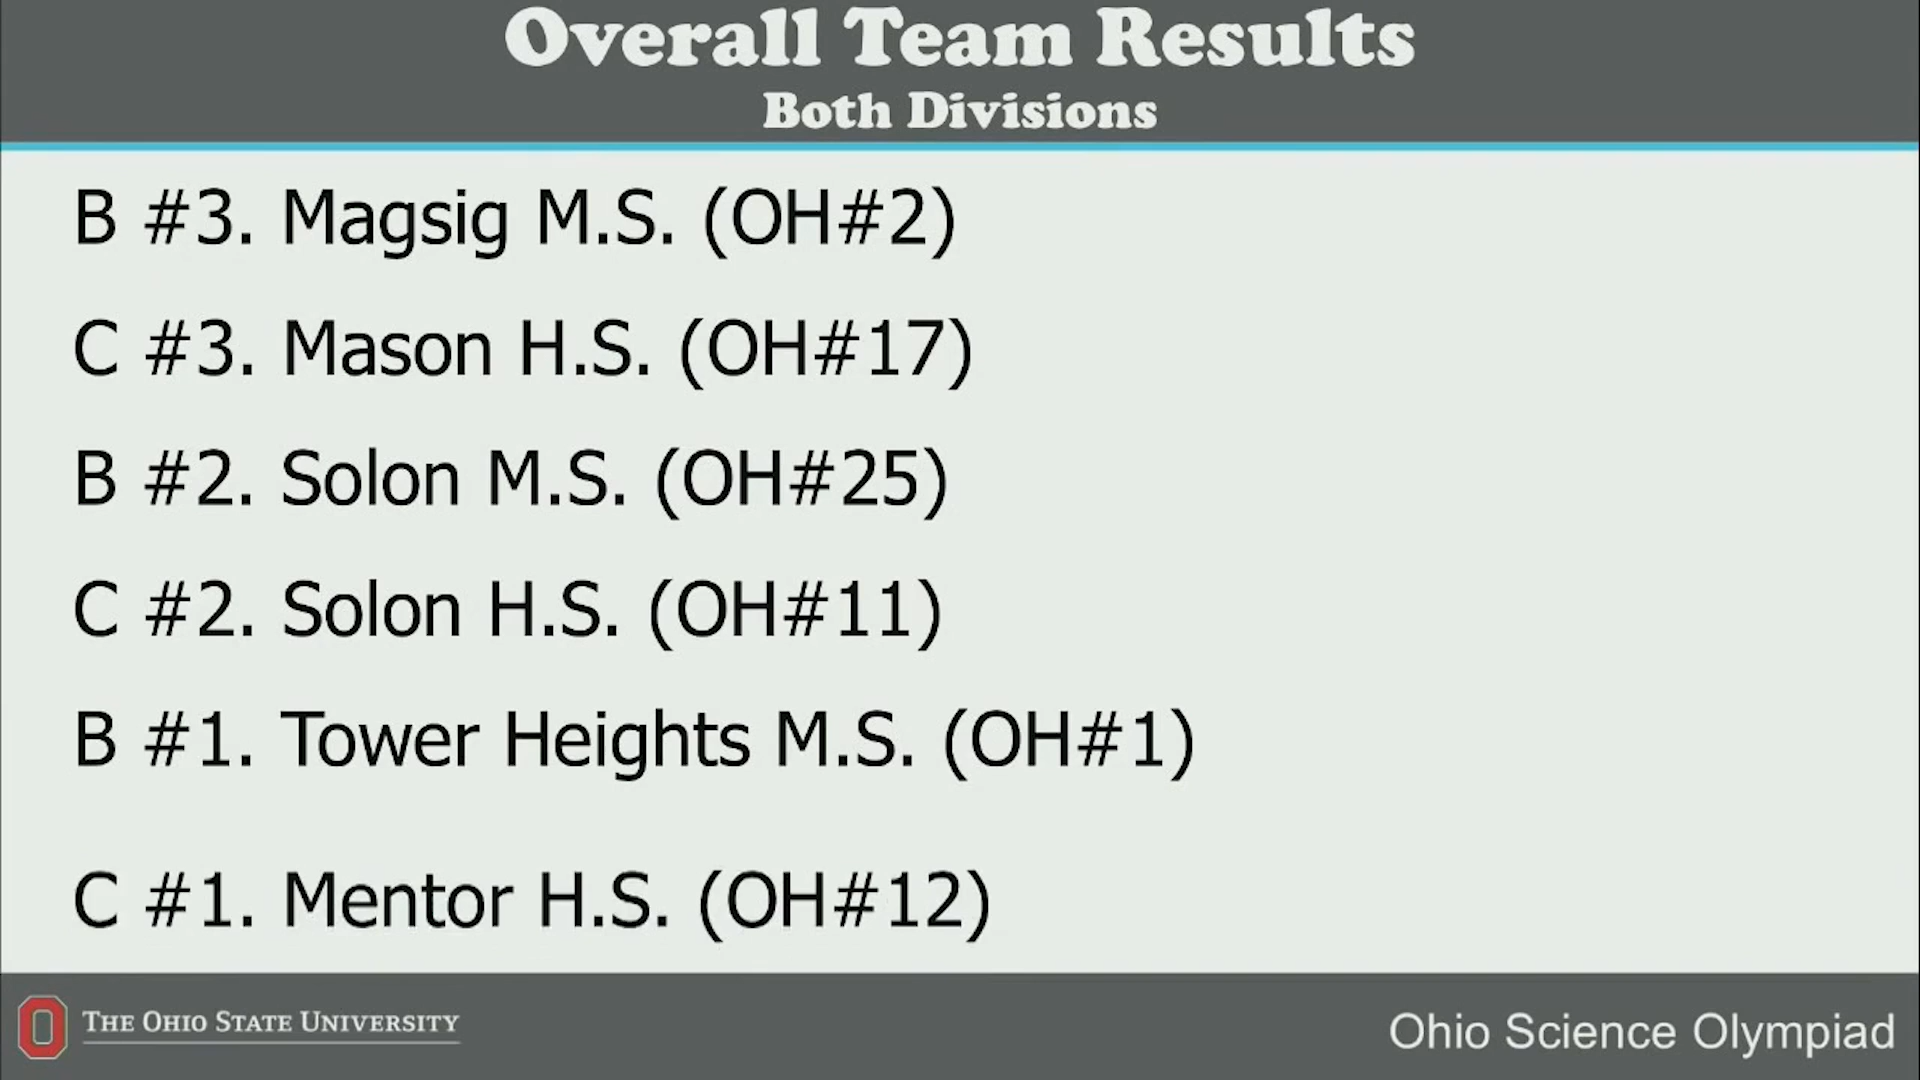 Overall Team Results
Both Divisions
B #3. Magsig M.S. (OH#2)
C #3. Mason H.S. (OH#17)
B #2. Solon M.S. (OH#25)
C #2. Solon H.S. (OH#11)
B #1. Tower Heights M.S. (OH#1)
C #1. Mentor H.S. (OH#12)
THE OHIO STATE UNIVERSITY
Ohio Science Olympiad